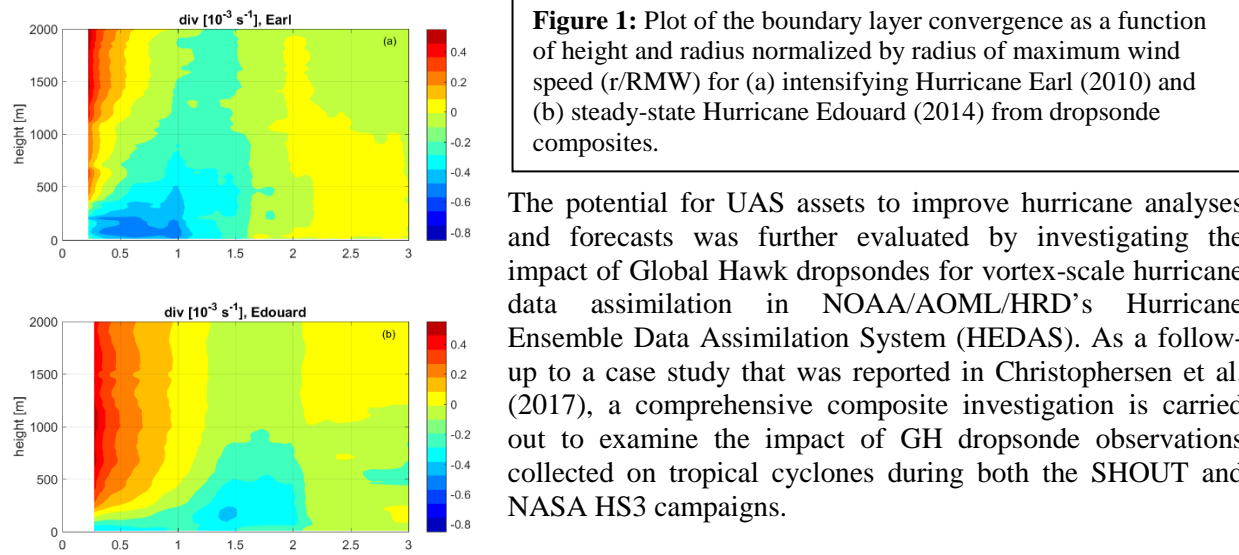 div [10-3 s-1], Earl
(a)
2000
1500
1000
500
0
height [m]
0 0.5 1 1.5 2 2.5 3
0.4
0.2
0
-0.2
-0.4
-0.6
-0.8
div [10-3 s-1], Edouard
(b)
2000
1500
1000
500
0
height [m]
0 0.5 1 1.5 2 2.5 3
0.4
0.2
0
-0.2
-0.4
-0.6
-0.8
Figure 1: Plot of the boundary layer convergence as a function
of height and radius normalized by radius of maximum wind
speed (r/RMW) for (a) intensifying Hurricane Earl (2010) and
(b) steady-state Hurricane Edouard (2014) from dropsonde
composites.
The potential for UAS assets to improve hurricane analyses
and forecasts was further evaluated by investigating the
impact of Global Hawk dropsondes for vortex-scale hurricane
data assimilation in NOAA/AOML/HRD's Hurricane
Ensemble Data Assimilation System (HEDAS). As a follow-
up to a case study that was reported in Christophersen et al.
(2017), a comprehensive composite investigation is carried
out to examine the impact of GH dropsonde observations
collected on tropical cyclones during both the SHOUT and
NASA HS3 campaigns.